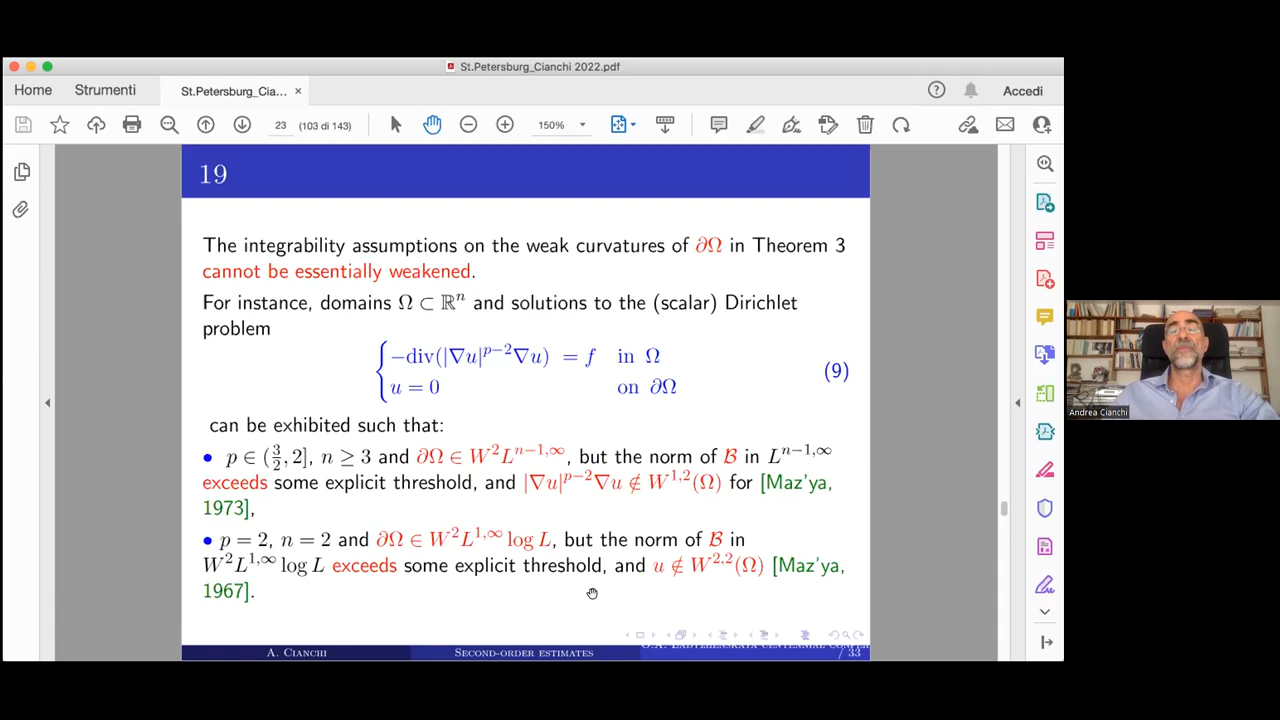 St.Petersburg_Cianchi 2022.pdf
Home Strumenti St.Petersburg_Cia... × Accedi
23 (103 di 143) 150%
19
The integrability assumptions on the weak curvatures of ∂Ω in Theorem 3
cannot be essentially weakened.
For instance, domains Ω ⊂ ℝⁿ and solutions to the (scalar) Dirichlet
problem
{ −div(|∇u|^{p−2}∇u) = f in Ω
u = 0 on ∂Ω (9)
can be exhibited such that:
• p ∈ (3/2, 2], n ≥ 3 and ∂Ω ∈ W²L^{n−1,∞}, but the norm of ℬ in L^{n−1,∞}
exceeds some explicit threshold, and |∇u|^{p−2}∇u ∉ W^{1,2}(Ω) for [Maz'ya,
1973],
• p = 2, n = 2 and ∂Ω ∈ W²L^{1,∞} log L, but the norm of ℬ in
W²L^{1,∞} log L exceeds some explicit threshold, and u ∉ W^{2,2}(Ω) [Maz'ya,
1967].
A. Cianchi Second-order estimates O.A. Ladyzhenskaya centennial confer / 33
Andrea Cianchi